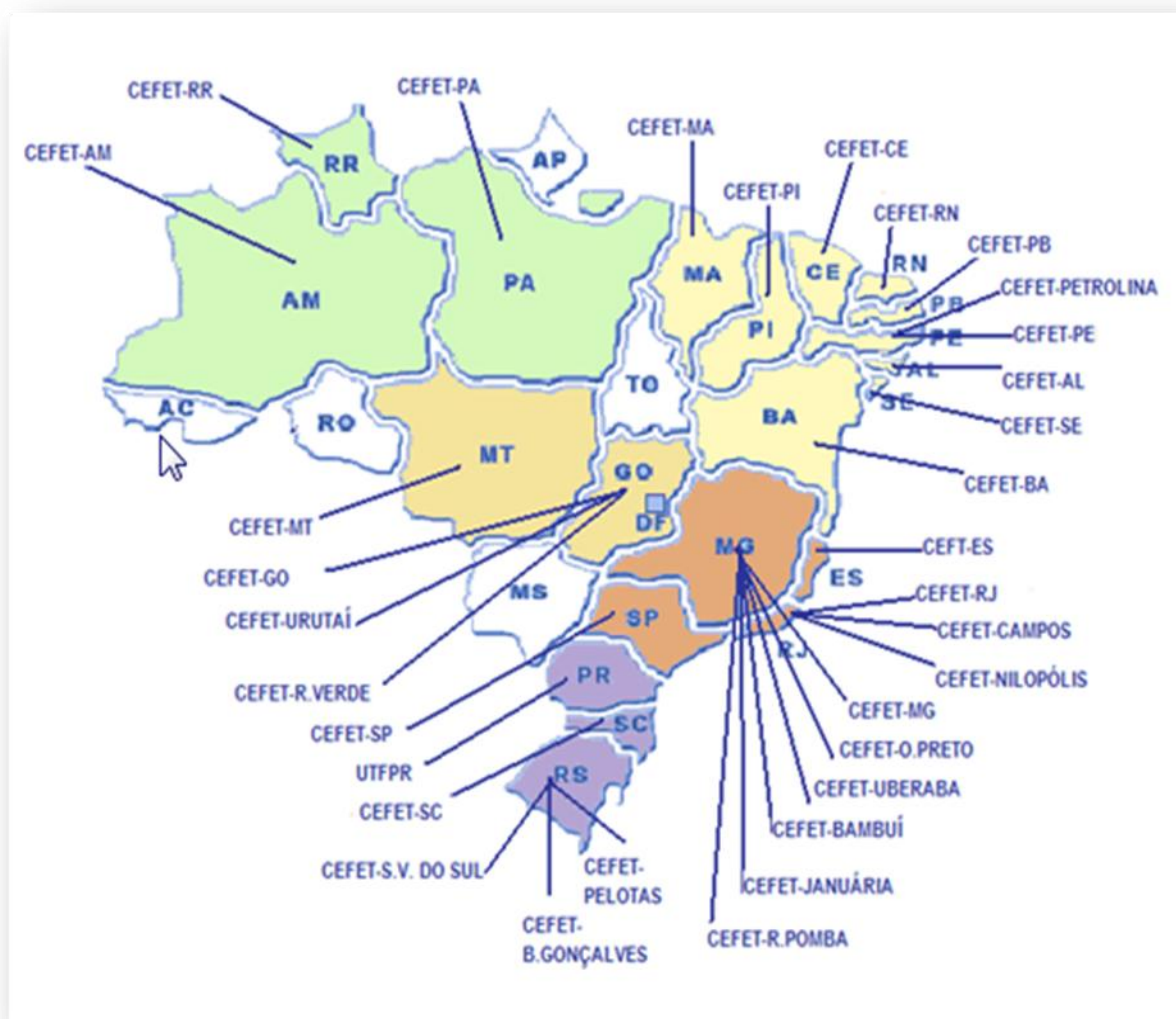 CEFET-RR
CEFET-PA
CEFET-MA
CEFET-AM
CEFET-CE
RR
AP
CEFET-PI
CEFET-RN
CEFET-PB
RN
MA
CE
PA
CEFET-PETROLINA
AM
PB
PI
CEFET-PE
PE
AL
CEFET-AL
TO
SE
AC
BA
CEFET-SE
RO
MT
GO
CEFET-BA
CEFET-MT
DF
MG
CEFT-ES
CEFET-GO
ES
MS
CEFET-RJ
CEFET-URUTAÍ
SP
CEFET-CAMPOS
RJ
PR
CEFET-NILOPÓLIS
CEFET-R.VERDE
CEFET-MG
SC
CEFET-SP
CEFET-O.PRETO
UTFPR
RS
CEFET-UBERABA
CEFET-SC
CEFET-BAMBUÍ
CEFET-S.V. DO SUL
CEFET-
PELOTAS
CEFET-JANUÁRIA
CEFET-
B.GONÇALVES
CEFET-R.POMBA